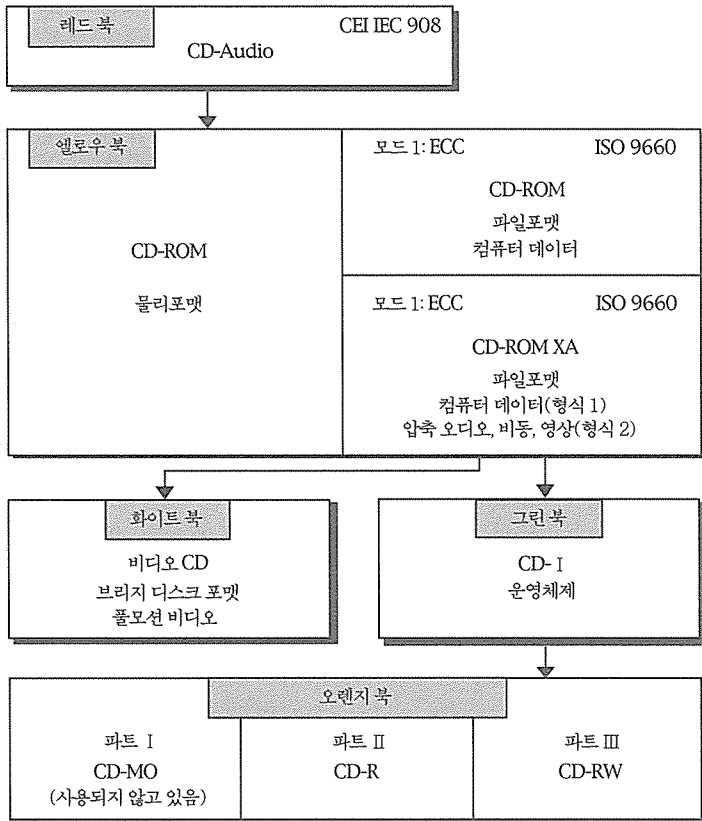 레드 북
CEI IEC 908
CD-Audio
옐로우 북
CD-ROM
물리포맷
모드 1: ECC ISO 9660
CD-ROM
파일포맷
컴퓨터 데이터
모드 1: ECC ISO 9660
CD-ROM XA
파일포맷
컴퓨터 데이터(형식 1)
압축 오디오, 비동, 영상(형식 2)
화이트 북
비디오 CD
브리지 디스크 포맷
풀모션 비디오
그린 북
CD-Ⅰ
운영체제
오렌지 북
파트 Ⅰ
CD-MO
(사용되지 않고 있음)
파트 Ⅱ
CD-R
파트 Ⅲ
CD-RW